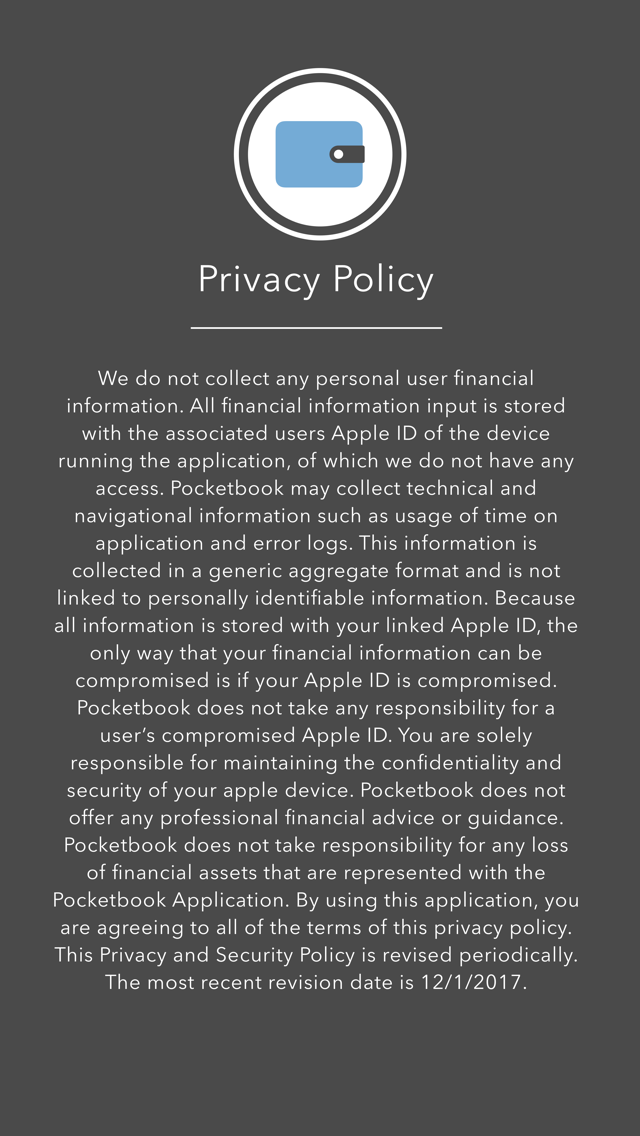 Privacy Policy
We do not collect any personal user financial
information. All financial information input is stored
with the associated users Apple ID of the device
running the application, of which we do not have any
access. Pocketbook may collect technical and
navigational information such as usage of time on
application and error logs. This information is
collected in a generic aggregate format and is not
linked to personally identifiable information. Because
all information is stored with your linked Apple ID, the
only way that your financial information can be
compromised is if your Apple ID is compromised.
Pocketbook does not take any responsibility for a
user’s compromised Apple ID. You are solely
responsible for maintaining the confidentiality and
security of your apple device. Pocketbook does not
offer any professional financial advice or guidance.
Pocketbook does not take responsibility for any loss
of financial assets that are represented with the
Pocketbook Application. By using this application, you
are agreeing to all of the terms of this privacy policy.
This Privacy and Security Policy is revised periodically.
The most recent revision date is 12/1/2017.